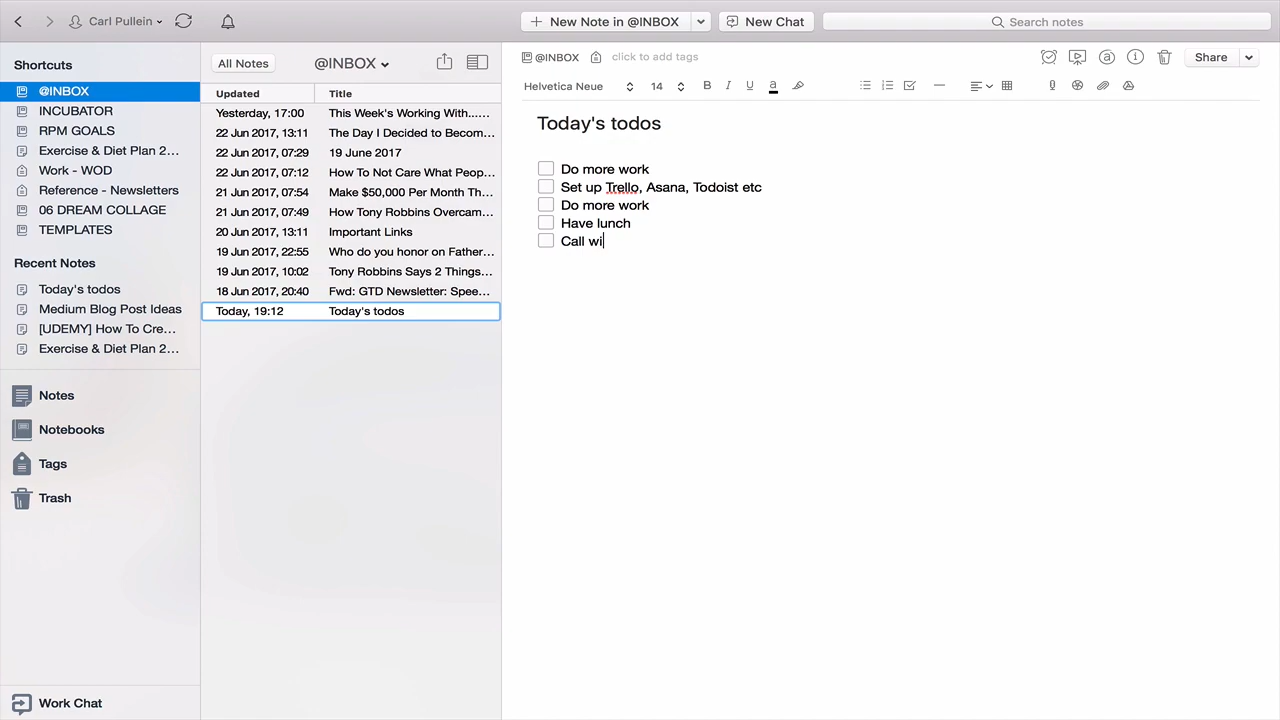 Carl Pullein
New Note in @INBOX
New Chat
Search notes
Shortcuts
@INBOX
INCUBATOR
RPM GOALS
Exercise & Diet Plan 2...
Work - WOD
Reference - Newsletters
06 DREAM COLLAGE
TEMPLATES
Recent Notes
Today's todos
Medium Blog Post Ideas
[UDEMY] How To Cre...
Exercise & Diet Plan 2...
Notes
Notebooks
Tags
Trash
Work Chat
All Notes
@INBOX
Updated Title
Yesterday, 17:00 This Week's Working With...…
22 Jun 2017, 13:11 The Day I Decided to Becom...
22 Jun 2017, 07:29 19 June 2017
22 Jun 2017, 07:12 How To Not Care What Peop...
21 Jun 2017, 07:54 Make $50,000 Per Month Th...
21 Jun 2017, 07:49 How Tony Robbins Overcam...
20 Jun 2017, 13:11 Important Links
19 Jun 2017, 22:55 Who do you honor on Father...
19 Jun 2017, 10:02 Tony Robbins Says 2 Things...
18 Jun 2017, 20:40 Fwd: GTD Newsletter: Spee...
Today, 19:12 Today's todos
@INBOX click to add tags
Share
Helvetica Neue 14 B I U a
Today's todos
Do more work
Set up Trello, Asana, Todoist etc
Do more work
Have lunch
Call wi